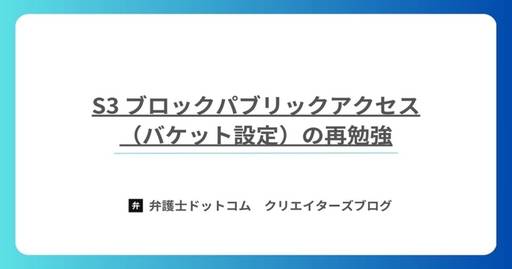 S3 ブロックパブリックアクセス
（バケット設定）の再勉強
弁 弁護士ドットコム　クリエイターズブログ